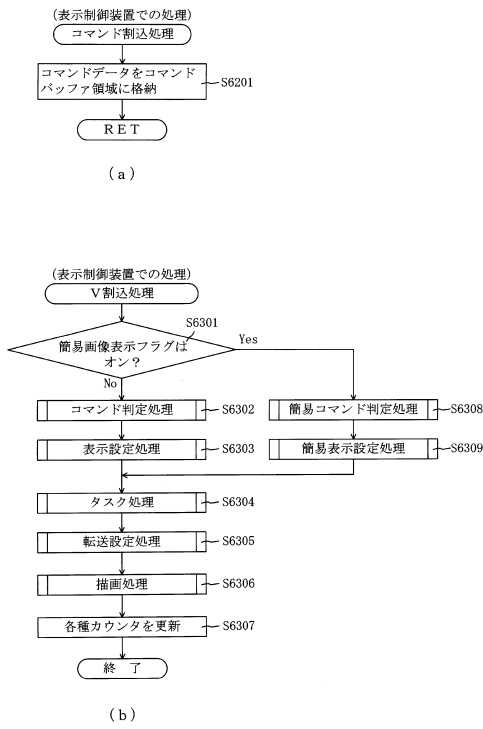 (表示制御装置での処理)
コマンド割込処理
コマンドデータをコマンド
バッファ領域に格納
S6201
RET
(a)
(表示制御装置での処理)
V割込処理
S6301
簡易画像表示フラグは
オン?
Yes
No
コマンド判定処理
S6302
簡易コマンド判定処理
S6308
表示設定処理
S6303
簡易表示設定処理
S6309
タスク処理
S6304
転送設定処理
S6305
描画処理
S6306
各種カウンタを更新
S6307
終 了
(b)